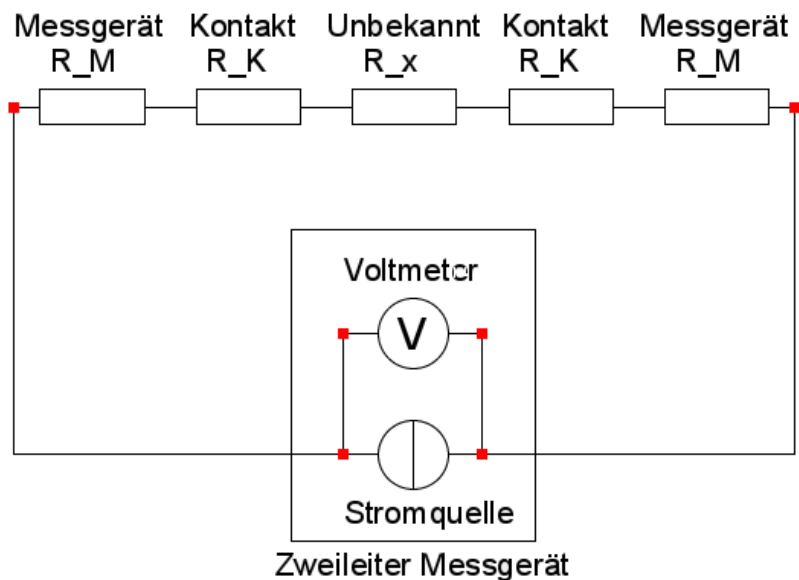 Messgerät Kontakt Unbekannt Kontakt Messgerät
R_M R_K R_x R_K R_M
Voltmeter
V
Stromquelle
Zweileiter Messgerät